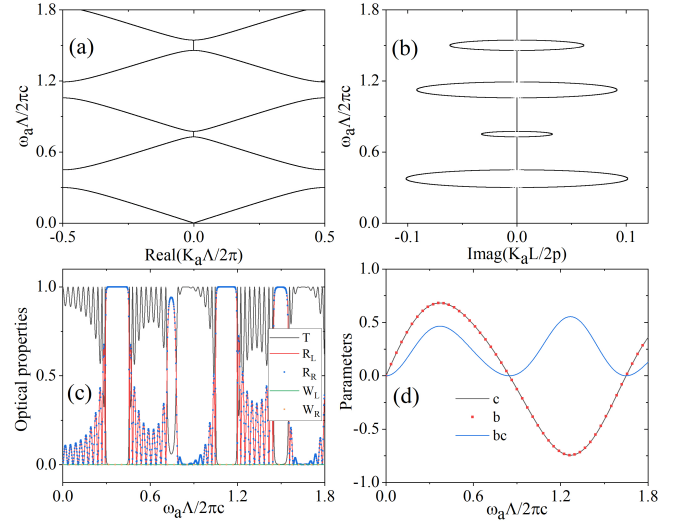 1.8
1.2
0.6
0.0
ωaΛ/2πc
(a)
-0.5
0.0
0.5
Real(KaΛ/2π)
1.8
1.2
0.6
0.0
ωaΛ/2πc
(b)
-0.1
0.0
0.1
Imag(KaL/2p)
1.0
0.5
0.0
Optical properties
(c)
T
RL
RR
WL
WR
0.0
0.6
1.2
1.8
ωaΛ/2πc
1.0
0.5
0.0
-0.5
-1.0
Parameters
(d)
c
b
bc
0.0
0.6
1.2
1.8
ωaΛ/2πc